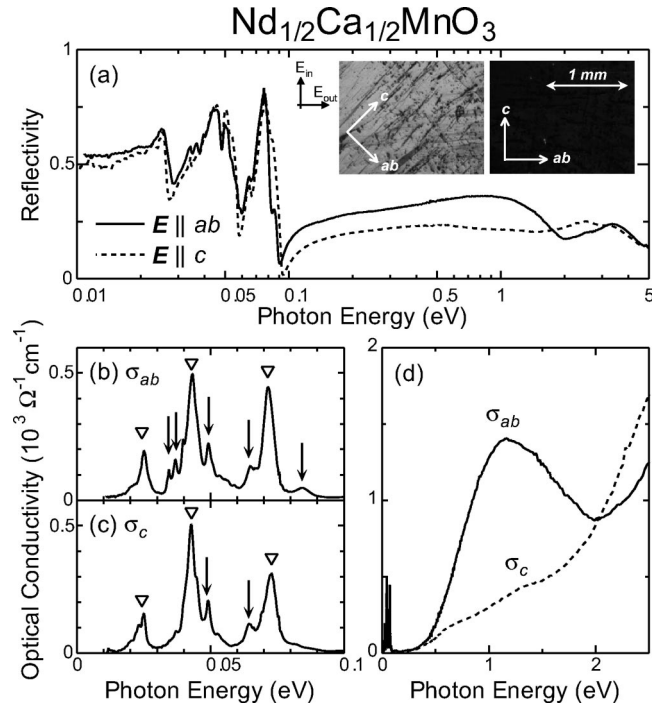 Nd1/2Ca1/2MnO3
(a)
Ein
Eout
c
ab
1 mm
c
ab
E || ab
E || c
Reflectivity
1
0.5
0
0.01
0.05
0.1
0.5
1
5
Photon Energy (eV)
Optical Conductivity (10³ Ω⁻¹cm⁻¹)
(b) σab
0.5
0
(c) σc
0.5
0
0
0.05
0.1
Photon Energy (eV)
(d)
σab
σc
2
1
0
0
1
2
Photon Energy (eV)